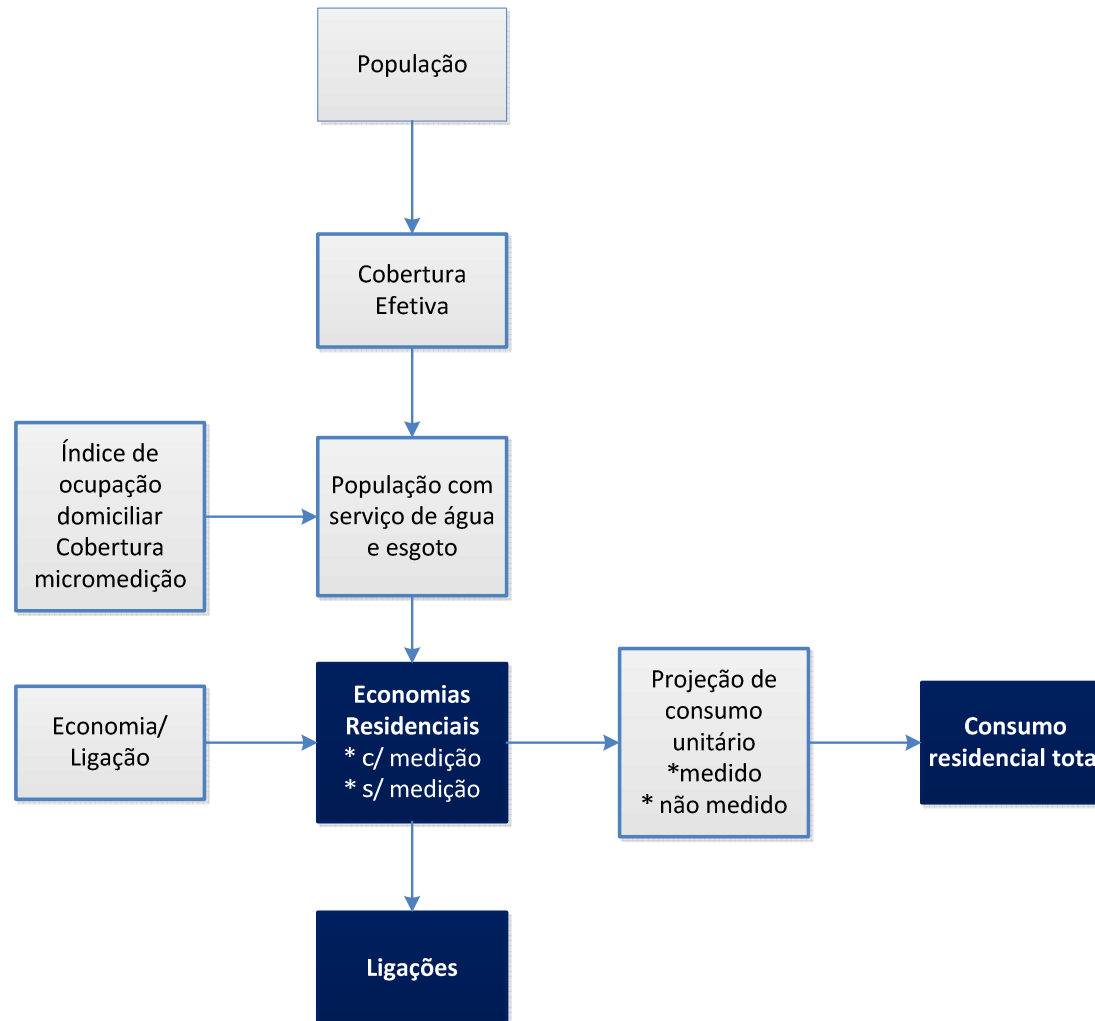 População
Cobertura
Efetiva
Índice de
ocupação
domiciliar
Cobertura
micromedição
População com
serviço de água
e esgoto
Economia/
Ligação
Economias
Residenciais
* c/ medição
* s/ medição
Projeção de
consumo
unitário
*medido
* não medido
Consumo
residencial tota
Ligações